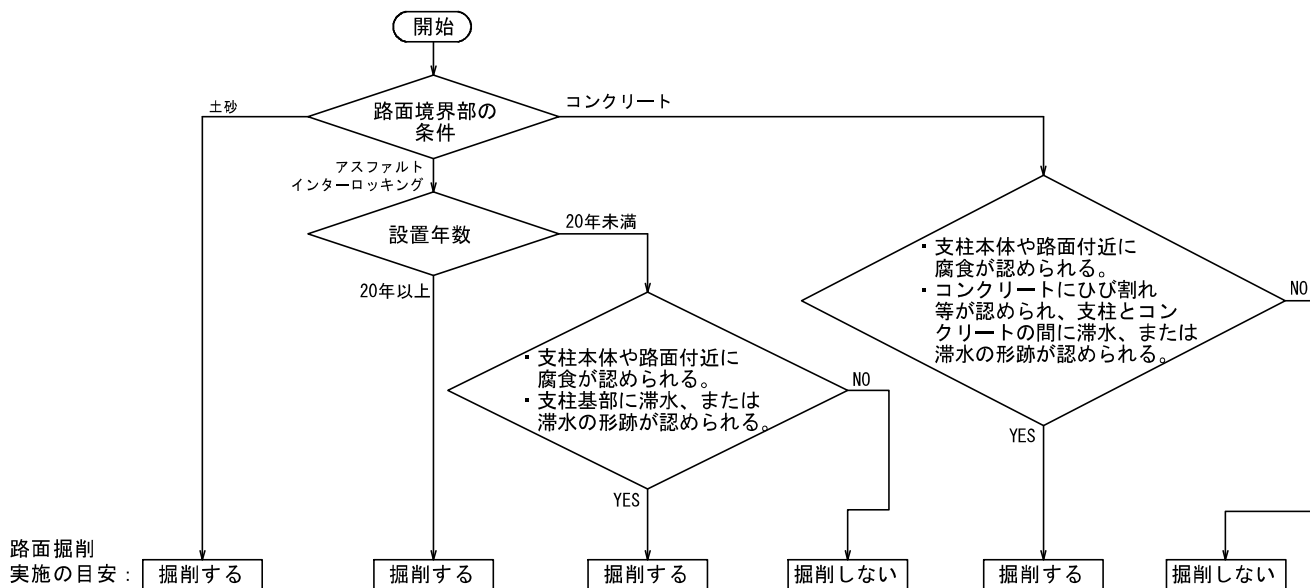 開始
路面境界部の
条件
土砂
コンクリート
アスファルト
インターロッキング
設置年数
20年未満
20年以上
・支柱本体や路面付近に
腐食が認められる。
・コンクリートにひび割れ
等が認められ、支柱とコン
クリートの間に滞水、または
滞水の形跡が認められる。
NO
YES
・支柱本体や路面付近に
腐食が認められる。
・支柱基部に滞水、または
滞水の形跡が認められる。
NO
YES
路面掘削
実施の目安：
掘削する
掘削する
掘削する
掘削しない
掘削する
掘削しない